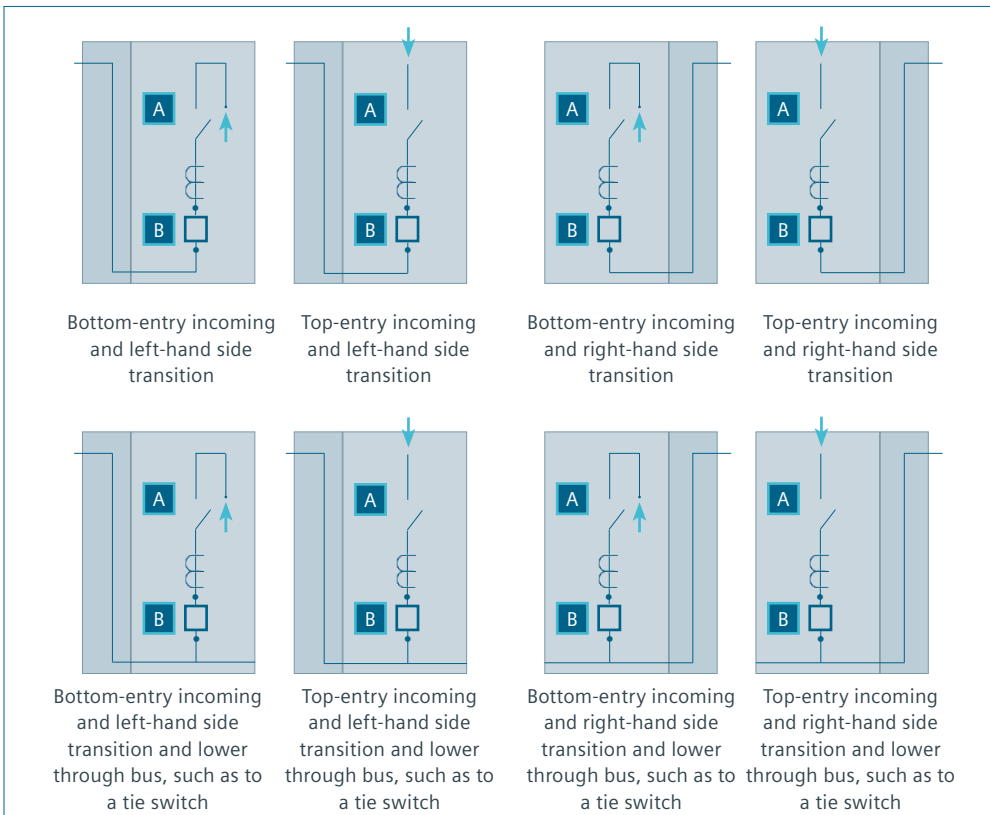 A
B
Bottom-entry incoming
and left-hand side
transition
A
B
Top-entry incoming
and left-hand side
transition
A
B
Bottom-entry incoming
and right-hand side
transition
A
B
Top-entry incoming
and right-hand side
transition
A
B
Bottom-entry incoming
and left-hand side
transition and lower
through bus, such as to
a tie switch
A
B
Top-entry incoming
and left-hand side
transition and lower
through bus, such as to
a tie switch
A
B
Bottom-entry incoming
and right-hand side
transition and lower
through bus, such as to
a tie switch
A
B
Top-entry incoming
and right-hand side
transition and lower
through bus, such as to
a tie switch